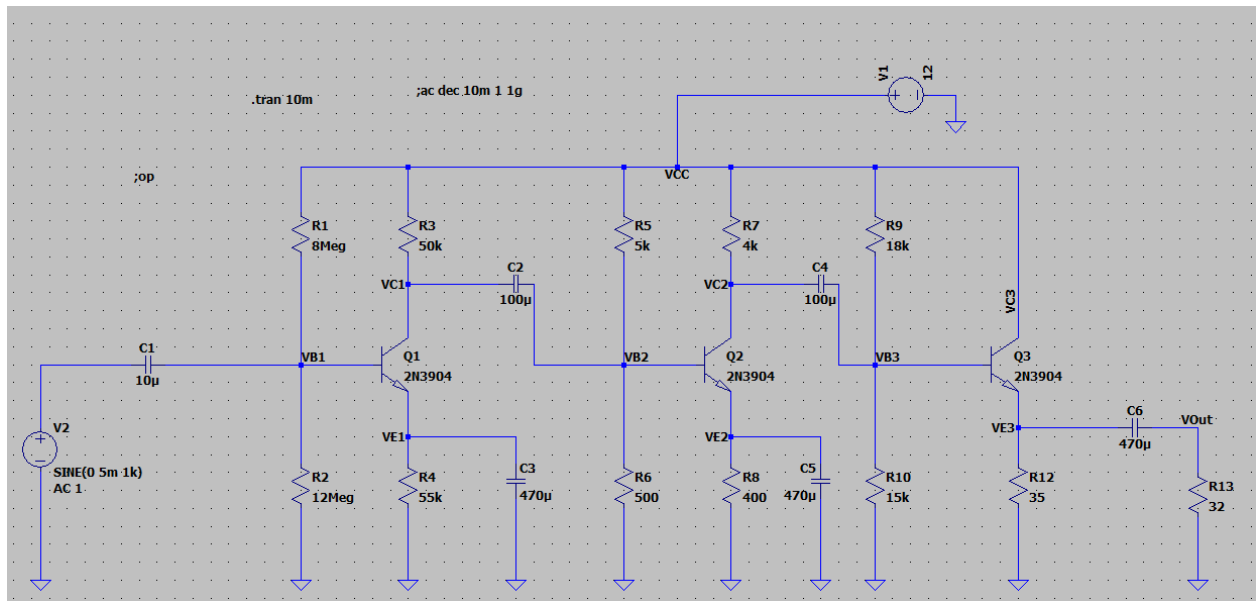 V1
12
;ac dec 10m 1 1g
.tran 10m
;op
VCC
R1
8Meg
R3
50k
R5
5k
R7
4k
R9
18k
C2
100µ
C4
100µ
VC1
VC2
VC3
C1
10µ
VB1
Q1
2N3904
VB2
Q2
2N3904
VB3
Q3
2N3904
V2
SINE(0 5m 1k)
AC 1
VE1
C3
470µ
VE2
C5
470µ
VE3
C6
470µ
VOut
R2
12Meg
R4
55k
R6
500
R8
400
R10
15k
R12
35
R13
32